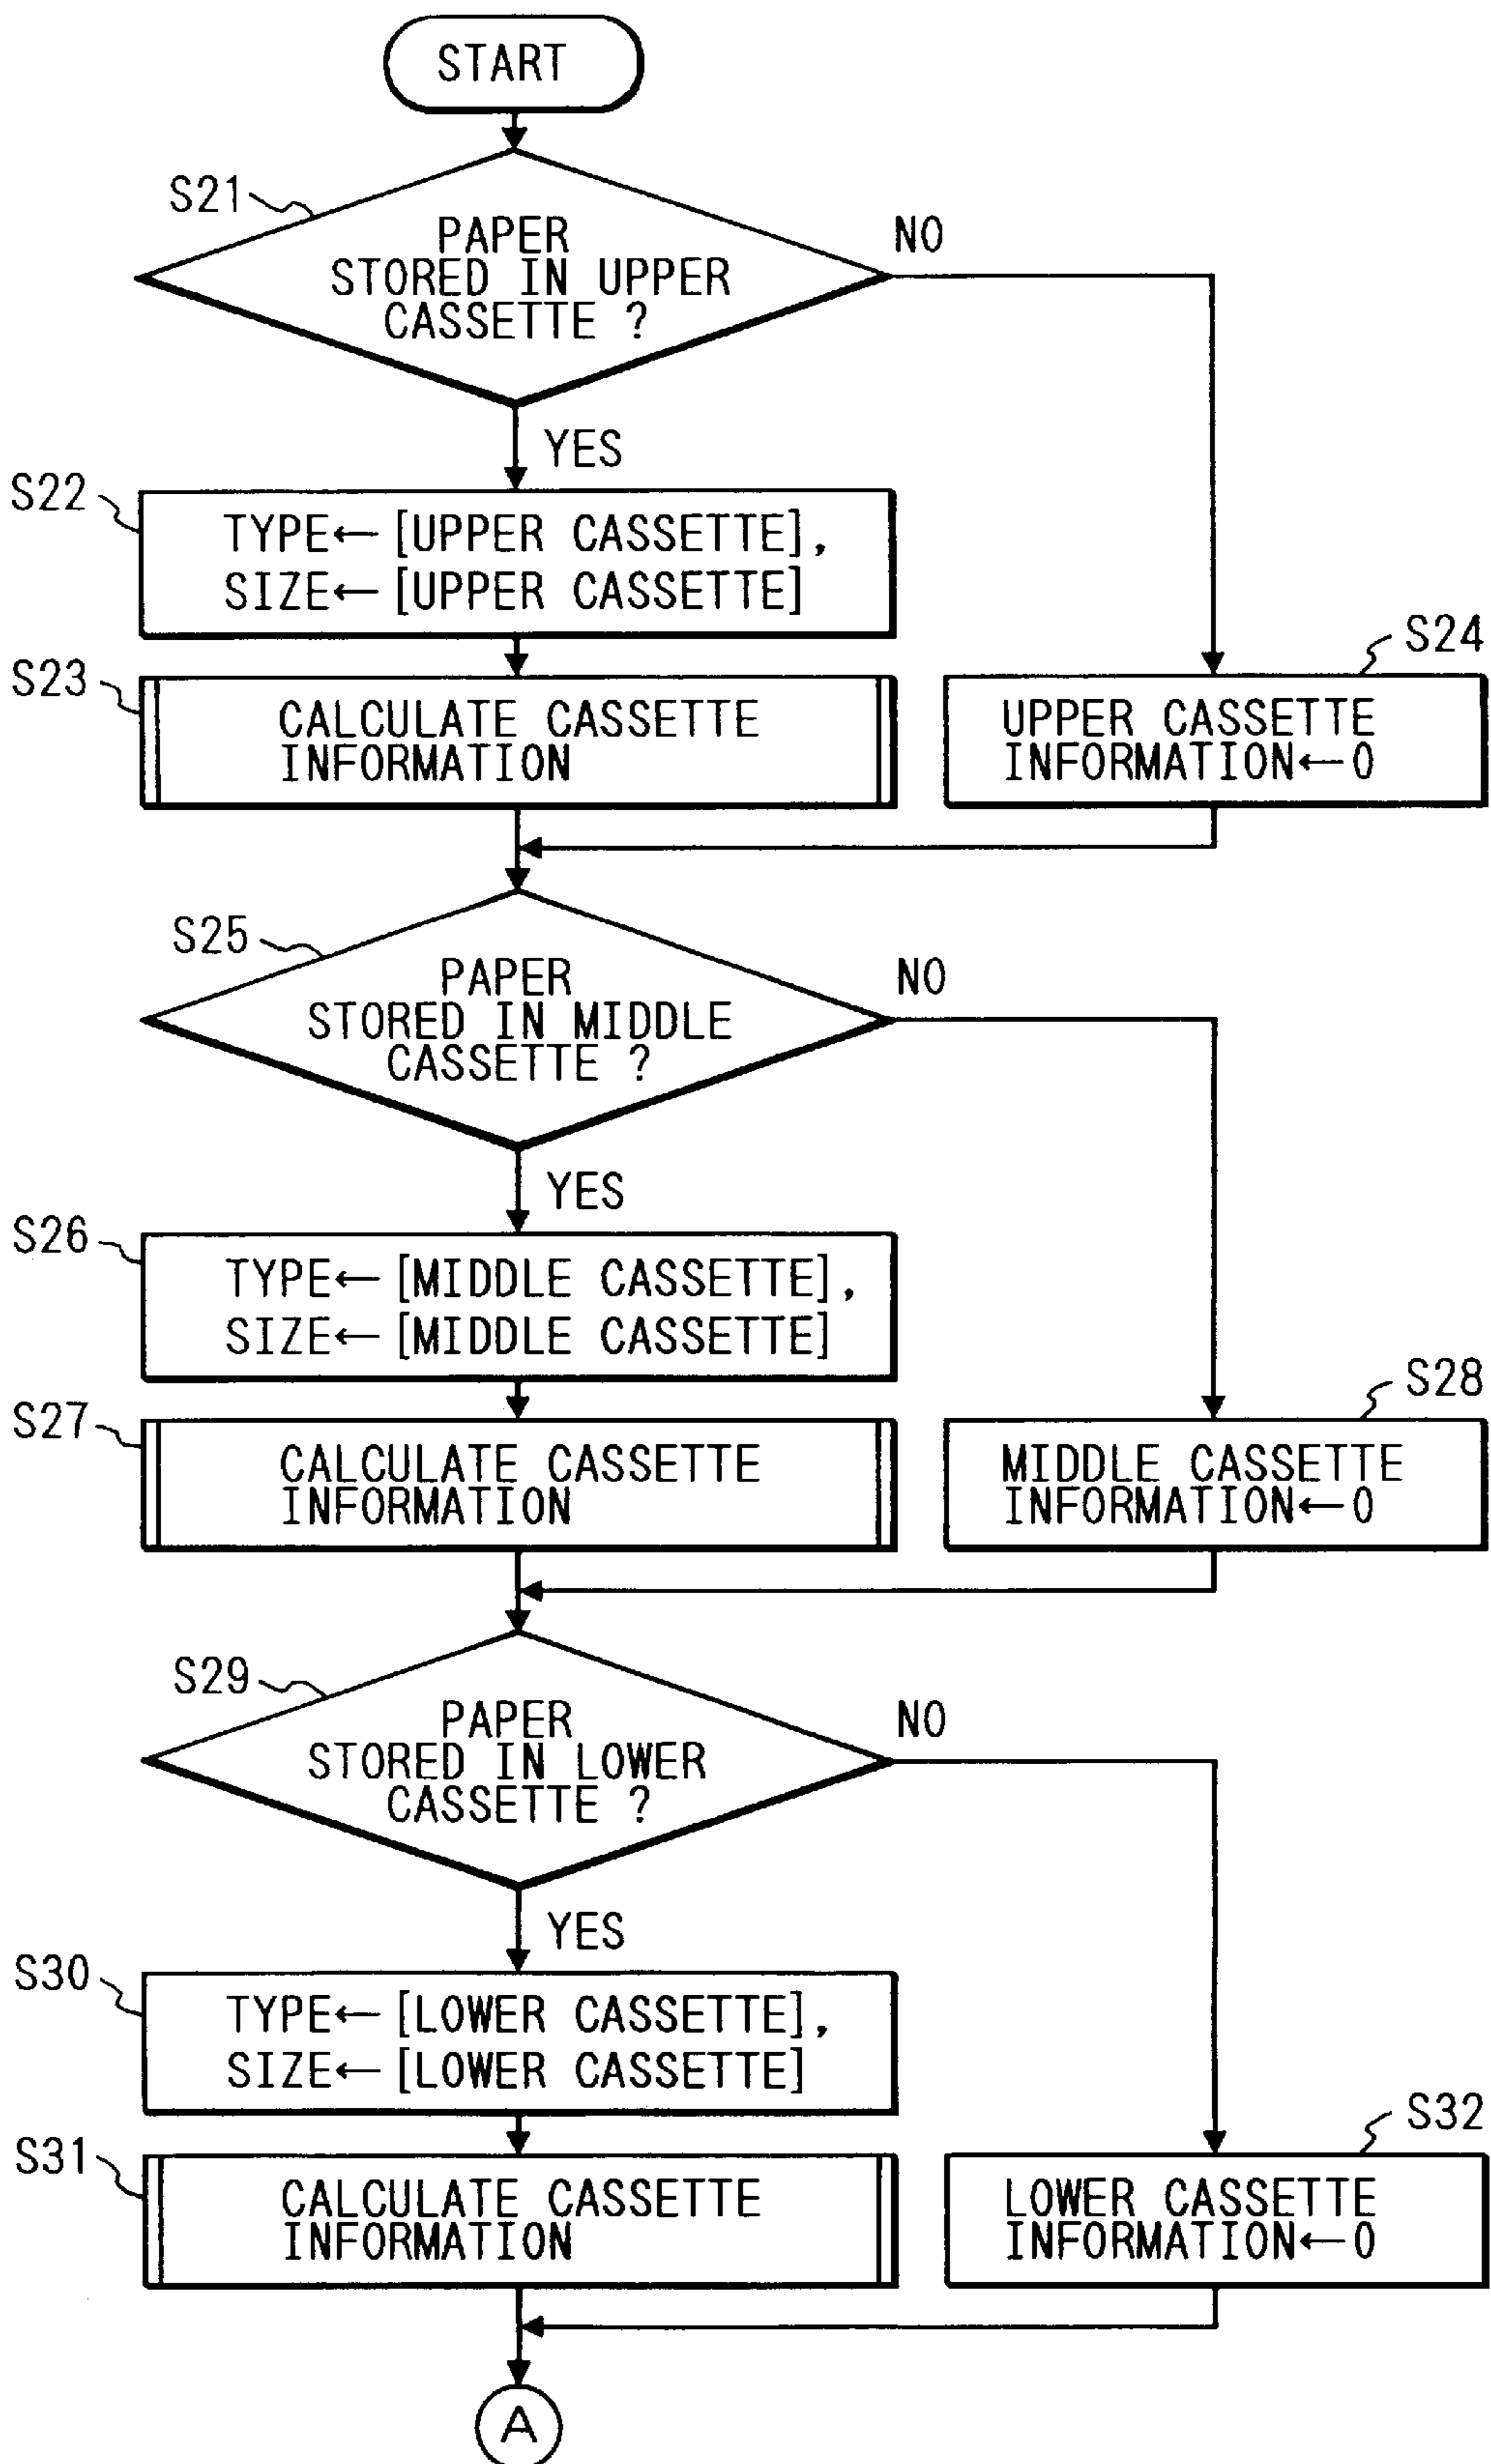 START
S21
PAPER
STORED IN UPPER
CASSETTE ?
NO
YES
S22
TYPE←[UPPER CASSETTE],
SIZE←[UPPER CASSETTE]
S23
CALCULATE CASSETTE
INFORMATION
S24
UPPER CASSETTE
INFORMATION←0
S25
PAPER
STORED IN MIDDLE
CASSETTE ?
NO
YES
S26
TYPE←[MIDDLE CASSETTE],
SIZE←[MIDDLE CASSETTE]
S27
CALCULATE CASSETTE
INFORMATION
S28
MIDDLE CASSETTE
INFORMATION←0
S29
PAPER
STORED IN LOWER
CASSETTE ?
NO
YES
S30
TYPE←[LOWER CASSETTE],
SIZE←[LOWER CASSETTE]
S31
CALCULATE CASSETTE
INFORMATION
S32
LOWER CASSETTE
INFORMATION←0
A